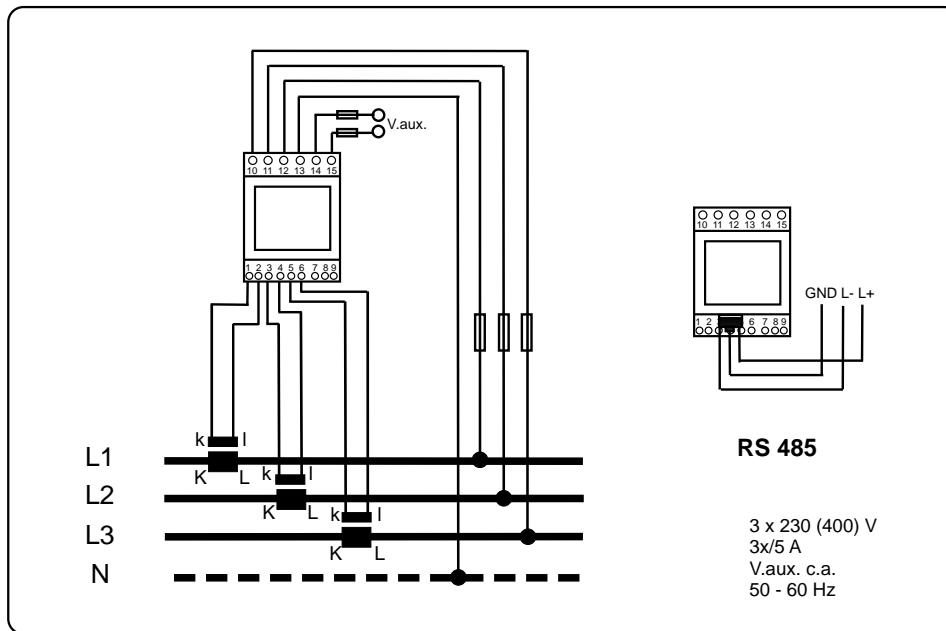 V.aux.
10 11 12 13 14 15
1 2 3 4 5 6 7 8 9
10 11 12 13 14 15
GND L- L+
1 2 6 7 8 9
k l
L1
K L
k l
L2
K L
k l
L3
K L
N
RS 485
3 x 230 (400) V
3x/5 A
V.aux. c.a.
50 - 60 Hz